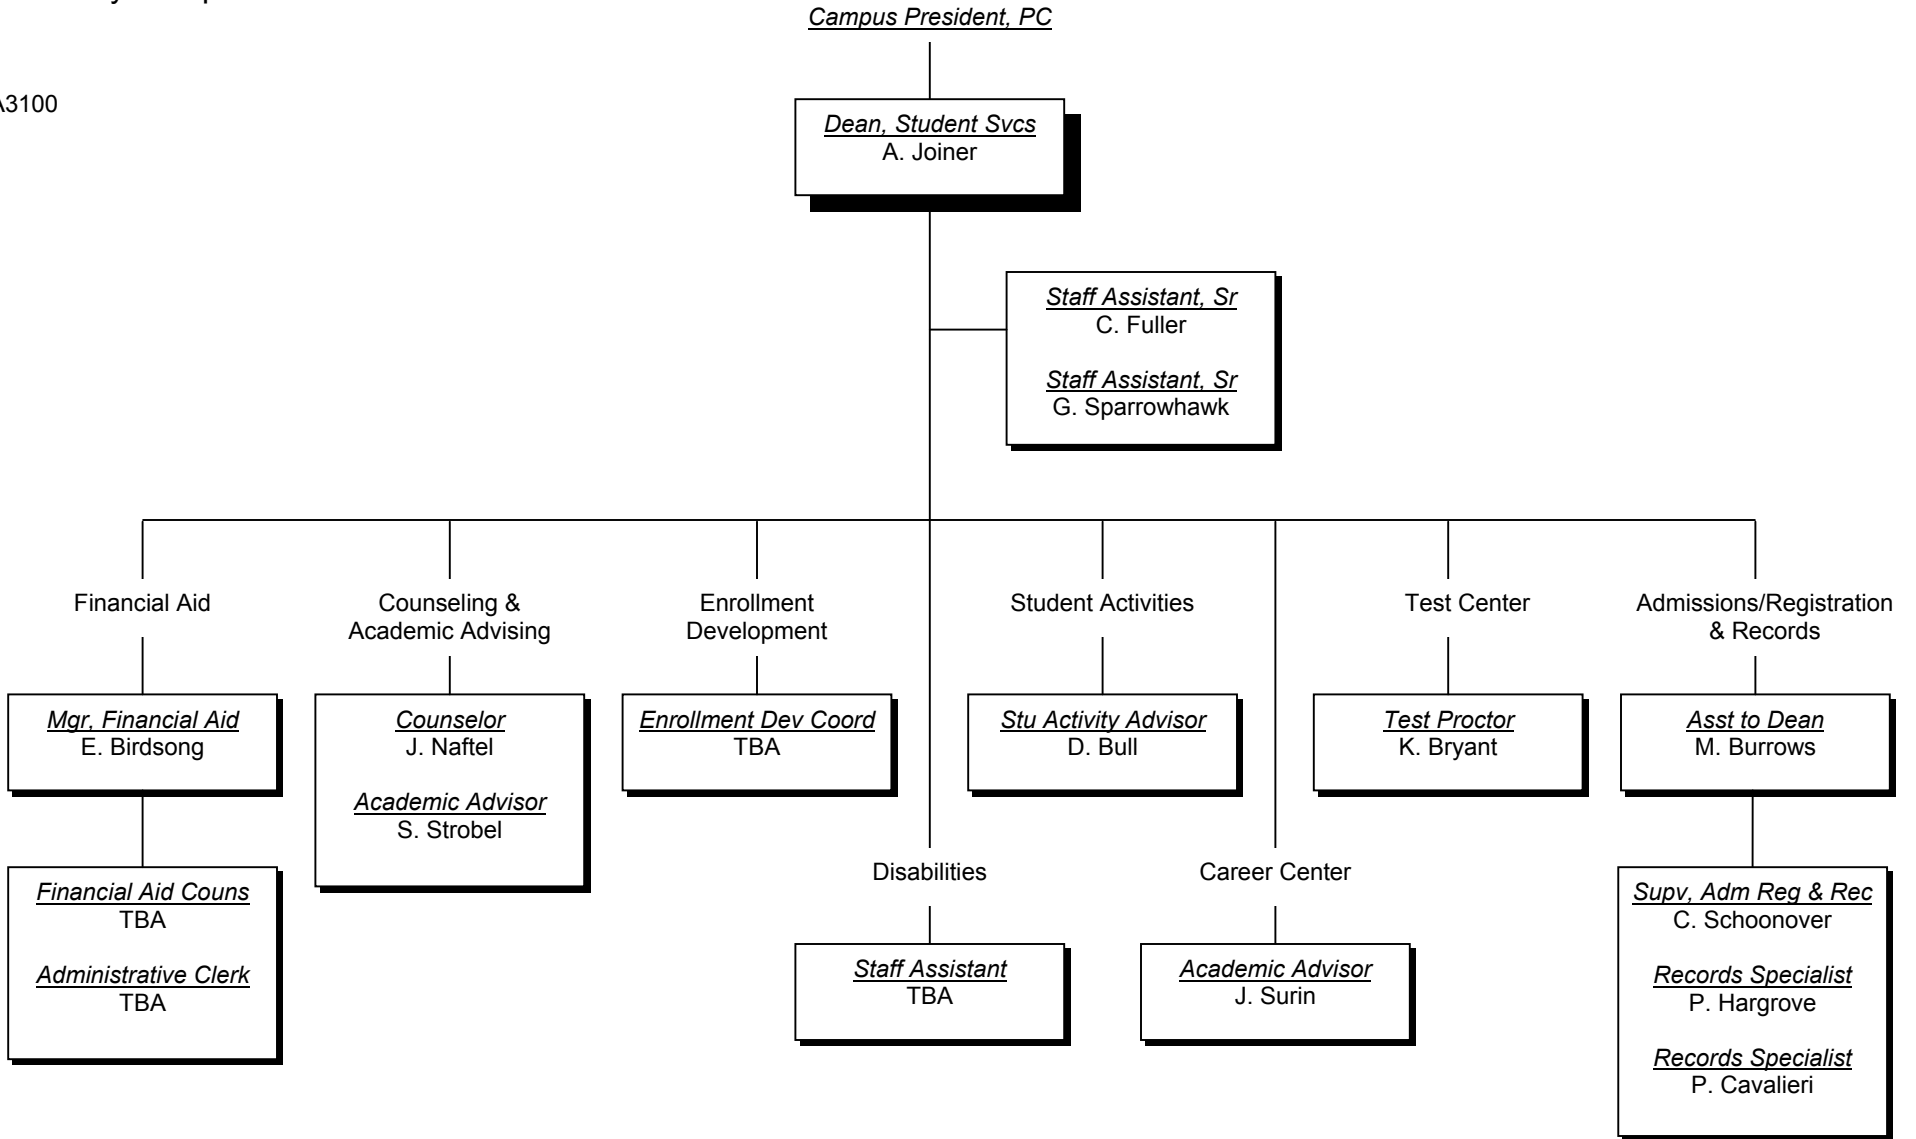 Campus President, PC
A3100
Dean, Student Svcs
A. Joiner
Staff Assistant, Sr
C. Fuller
Staff Assistant, Sr
G. Sparrowhawk
Financial Aid
Counseling &
Academic Advising
Enrollment
Development
Student Activities
Test Center
Admissions/Registration
& Records
Mgr, Financial Aid
E. Birdsong
Counselor
J. Naftel
Academic Advisor
S. Strobel
Enrollment Dev Coord
TBA
Stu Activity Advisor
D. Bull
Test Proctor
K. Bryant
Asst to Dean
M. Burrows
Financial Aid Couns
TBA
Administrative Clerk
TBA
Disabilities
Staff Assistant
TBA
Career Center
Academic Advisor
J. Surin
Supv, Adm Reg & Rec
C. Schoonover
Records Specialist
P. Hargrove
Records Specialist
P. Cavalieri